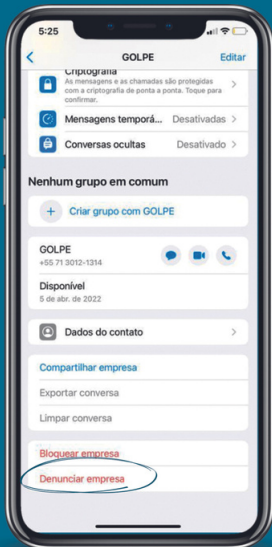 5:25
GOLPE
Editar
Criptografia
As mensagens e as chamadas são protegidas
com a criptografia de ponta a ponta. Toque para
confirmar.
Mensagens temporá... Desativadas
Conversas ocultas Desativado
Nenhum grupo em comum
Criar grupo com GOLPE
GOLPE
+55 71 3012-1314
Disponível
5 de abr. de 2022
Dados do contato
Compartilhar empresa
Exportar conversa
Limpar conversa
Bloquear empresa
Denunciar empresa